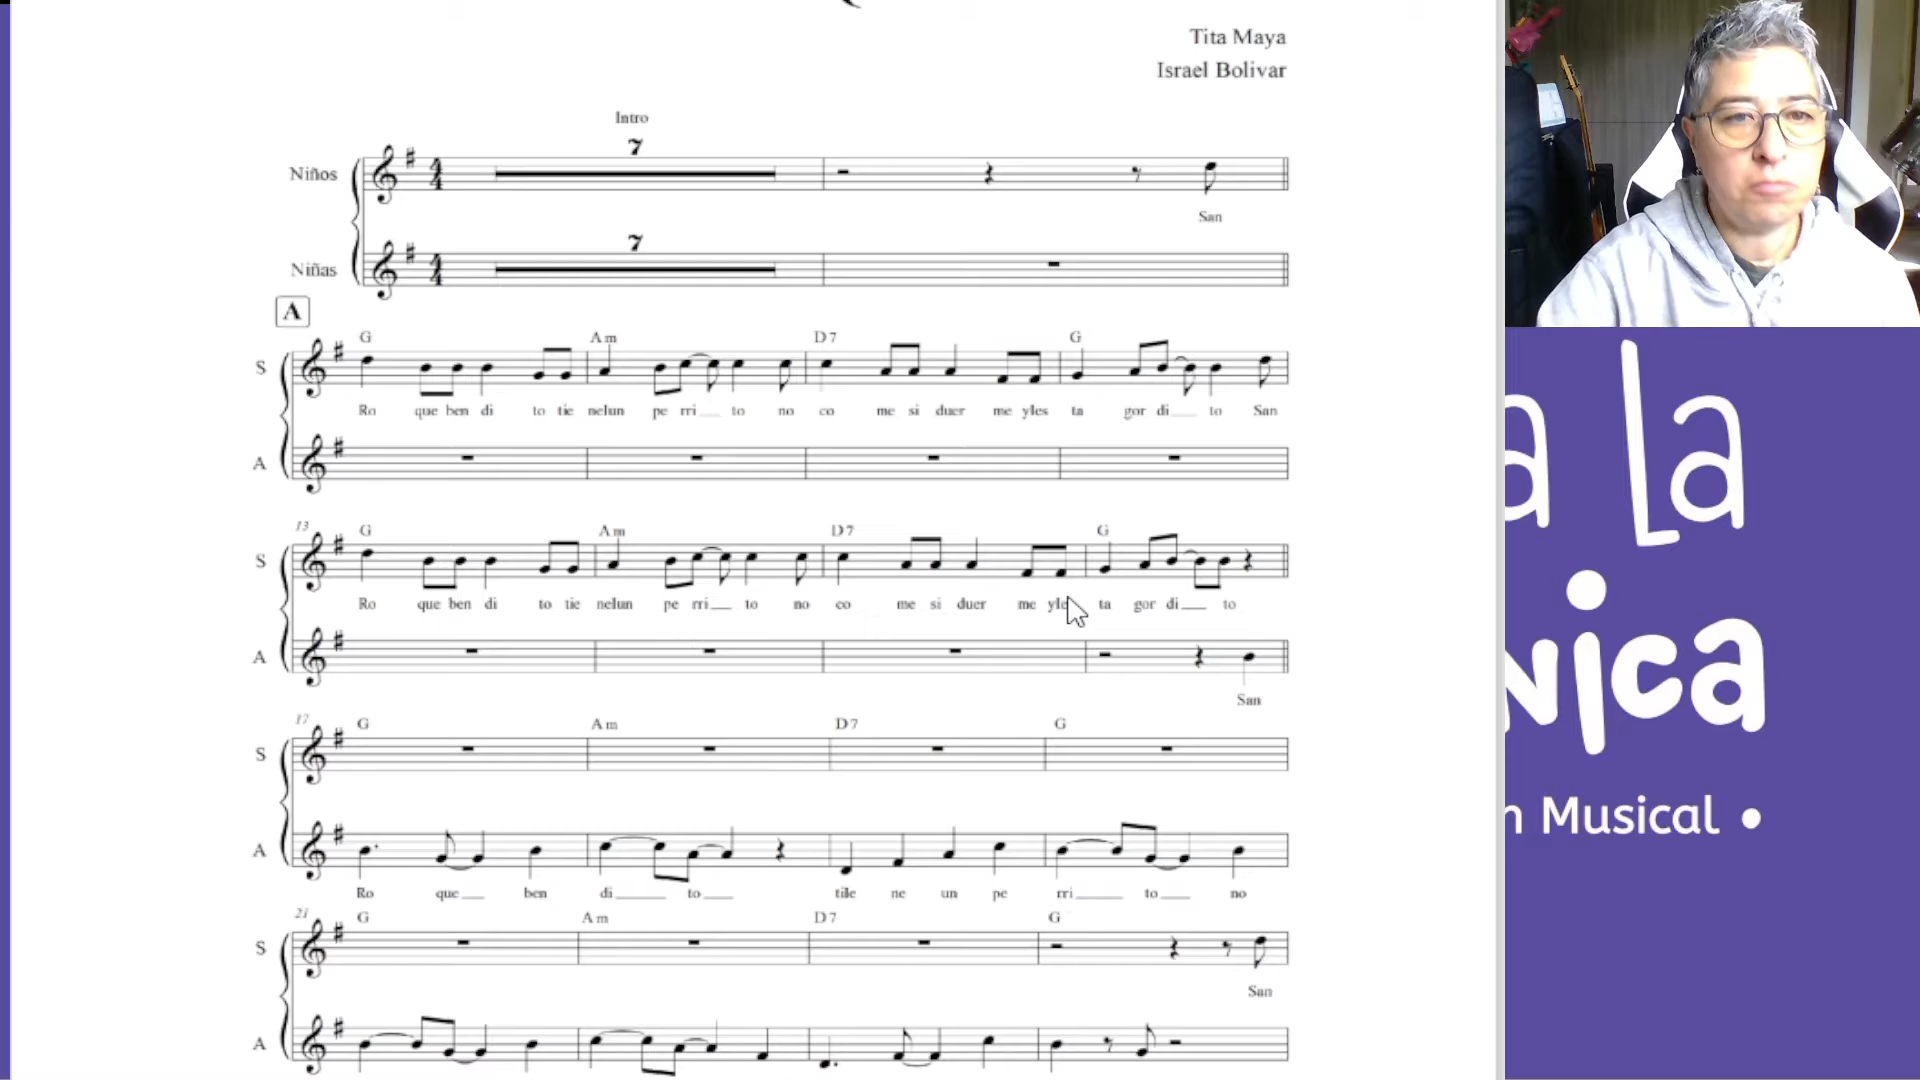 Tita Maya
Israel Bolivar
Intro
7
Niños
San
7
Niñas
A
G Am D7 G
S
Ro que ben di to tie nelun pe rri to no co me si duer me yles ta gor di to San
A
13 G Am D7 G
S
Ro que ben di to tie nelun pe rri to no co me si duer me yle ta gor di to
A
San
17 G Am D7 G
S
A
Ro que ben di to ne un pe rri to no
21 G Am D7 G
S
San
A
a La
nica
n Musical •